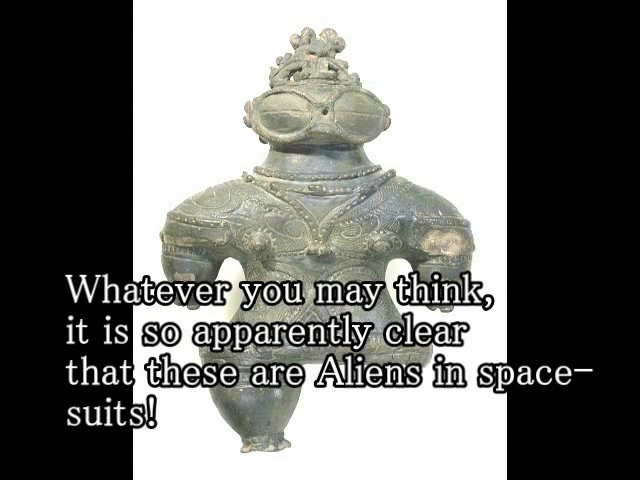 Whatever you may think,
it is so apparently clear
that these are Aliens in space-
suits!